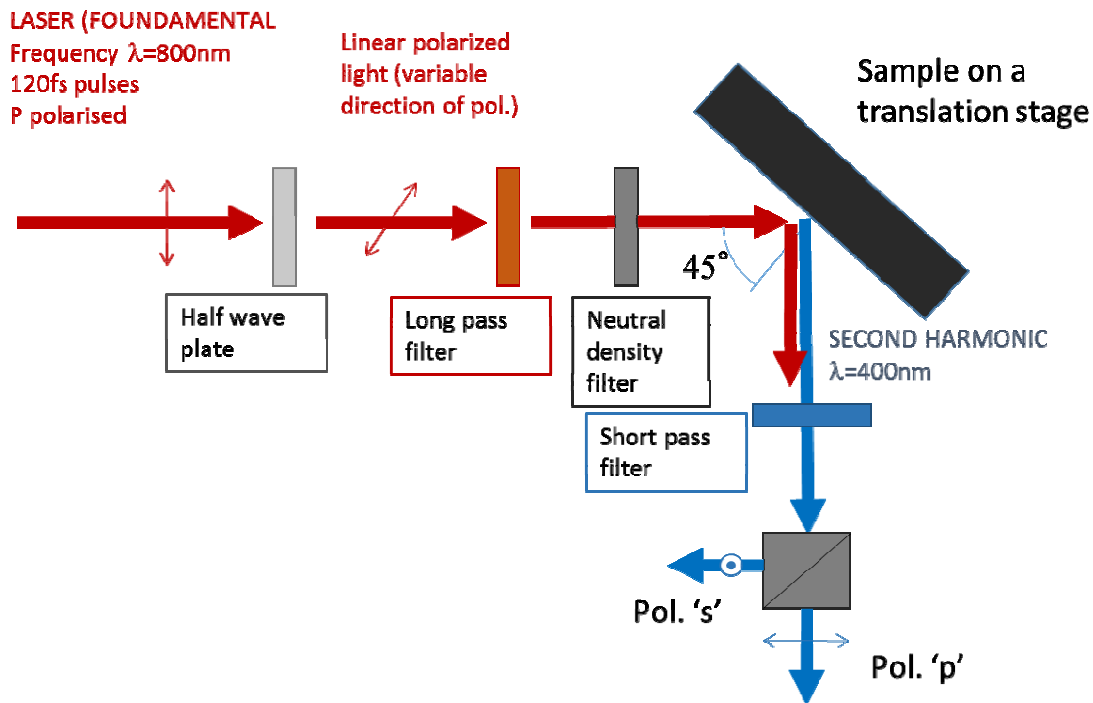 LASER (FOUNDAMENTAL
Frequency λ=800nm
120fs pulses
P polarised
Linear polarized
light (variable
direction of pol.)
Sample on a
translation stage
45°
Half wave
plate
Long pass
filter
Neutral
density
filter
SECOND HARMONIC
λ=400nm
Short pass
filter
Pol. ‘s’
Pol. ‘p’